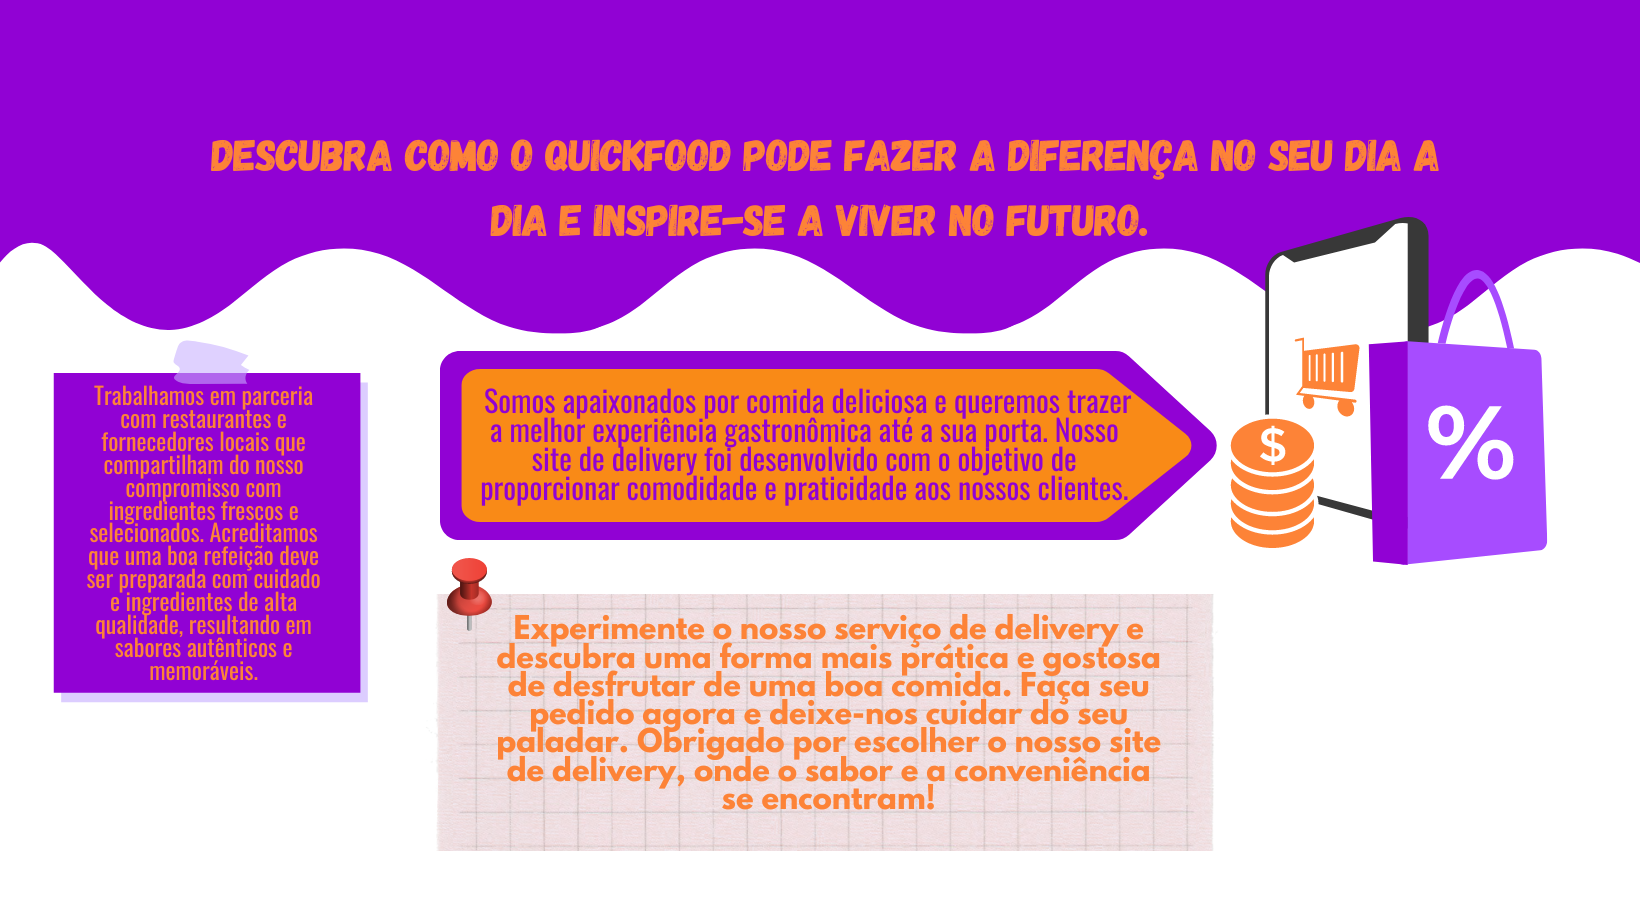 DESCUBRA COMO O QUICKFOOD PODE FAZER A DIFERENÇA NO SEU DIA A
DIA E INSPIRE-SE A VIVER NO FUTURO.
Trabalhamos em parceria
com restaurantes e
fornecedores locais que
compartilham do nosso
compromisso com
ingredientes frescos e
selecionados. Acreditamos
que uma boa refeição deve
ser preparada com cuidado
e ingredientes de alta
qualidade, resultando em
sabores autênticos e
memoráveis.
Somos apaixonados por comida deliciosa e queremos trazer
a melhor experiência gastronômica até a sua porta. Nosso
site de delivery foi desenvolvido com o objetivo de
proporcionar comodidade e praticidade aos nossos clientes.
$
%
Experimente o nosso serviço de delivery e
descubra uma forma mais prática e gostosa
de desfrutar de uma boa comida. Faça seu
pedido agora e deixe-nos cuidar do seu
paladar. Obrigado por escolher o nosso site
de delivery, onde o sabor e a conveniência
se encontram!